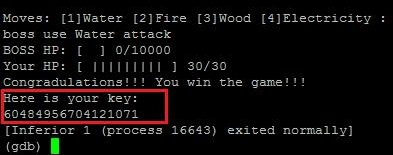 Moves: [1]Water [2]Fire [3]Wood [4]Electricity :
boss use Water attack
BOSS HP: [  ] 0/10000
Your HP: [ ||||||||| ] 30/30
Congradulations!!! You win the game!!!
Here is your key:
60484956704121071
[Inferior 1 (process 16643) exited normally]
(gdb)